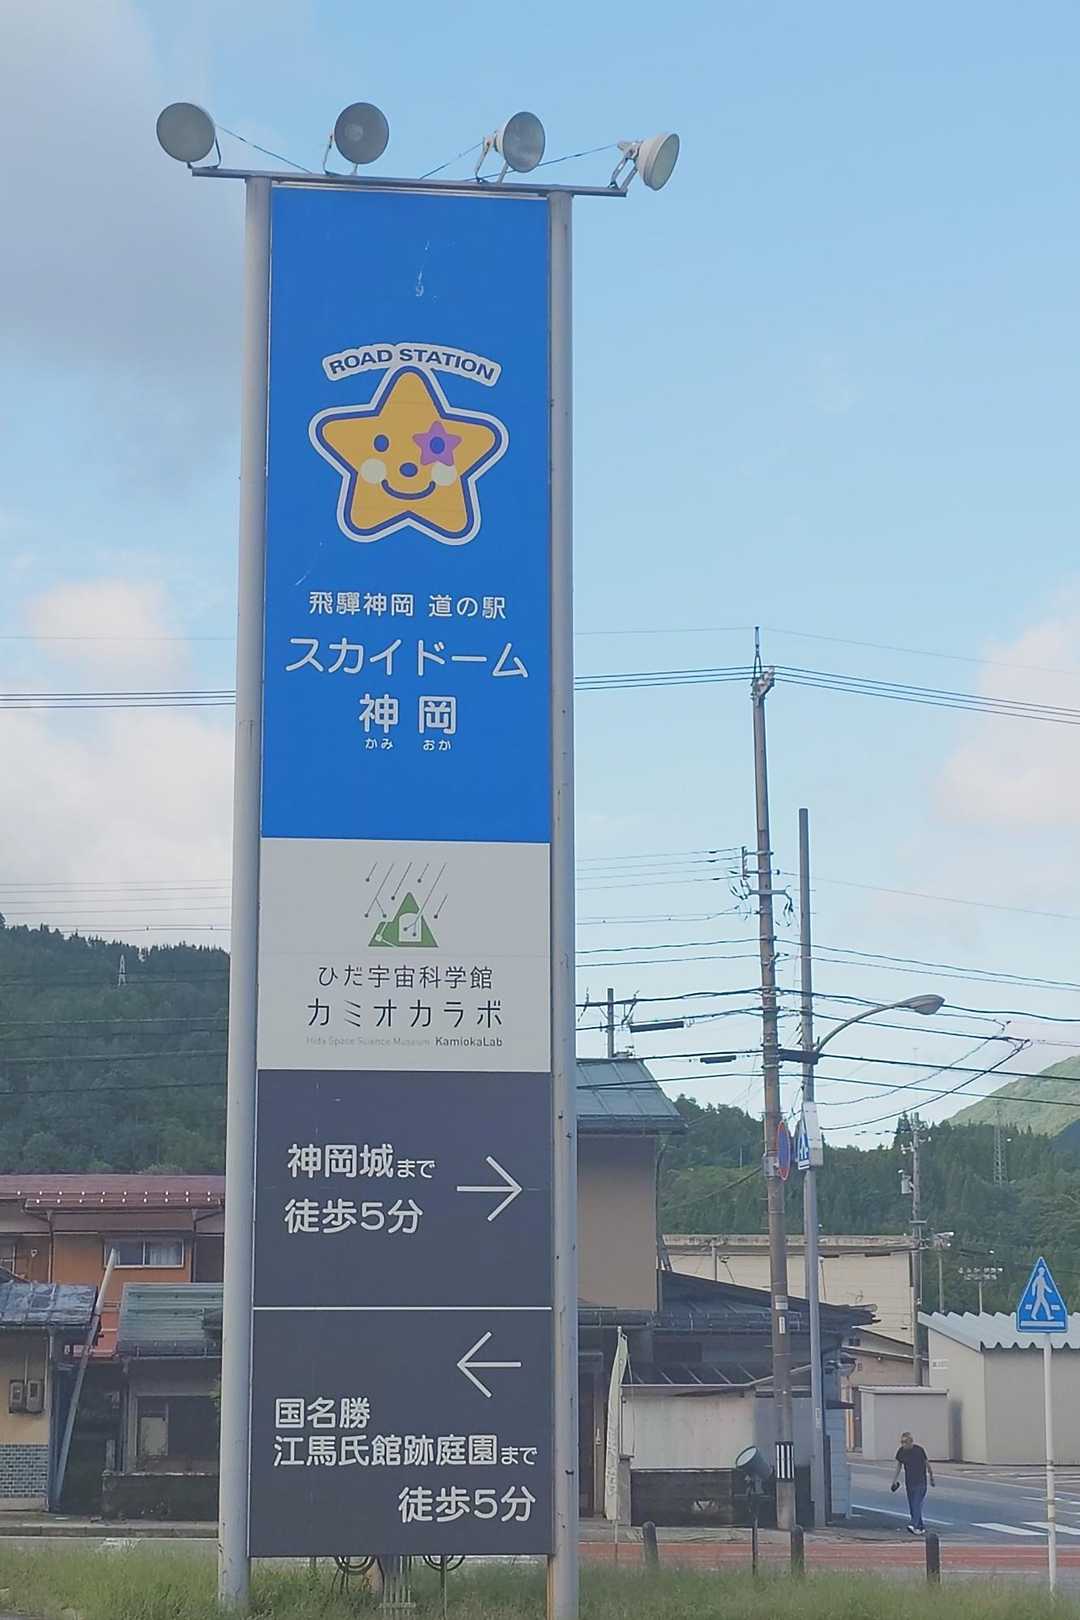 ROAD STATION
飛騨神岡 道の駅
スカイドーム
神岡
かみ おか
ひだ宇宙科学館
カミオカラボ
Hida Space Science Museum KamiokaLab
神岡城まで
徒歩5分
国名勝
江馬氏館跡庭園まで
徒歩5分